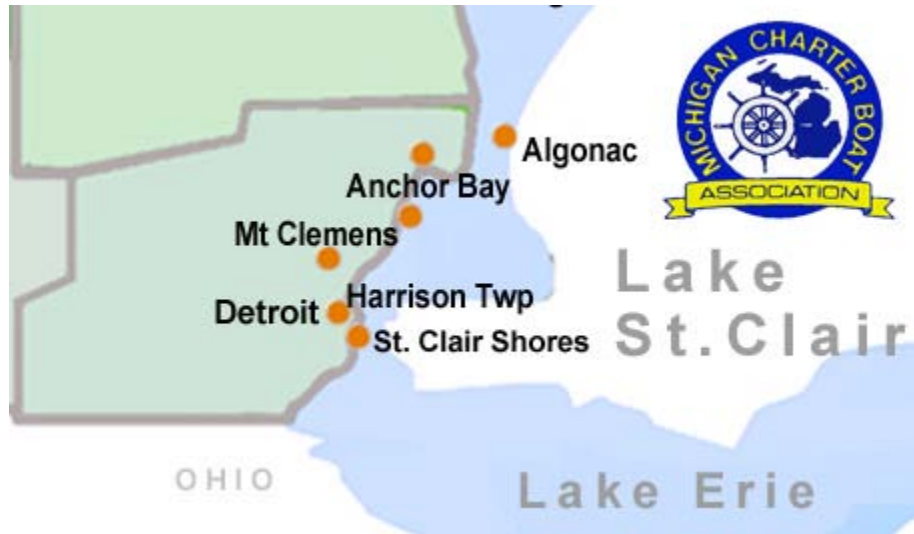 MICHIGAN CHARTER BOAT
ASSOCIATION
Algonac
Anchor Bay
Mt Clemens
Lake
St.Clair
Harrison Twp
Detroit
St. Clair Shores
OHIO
Lake Erie